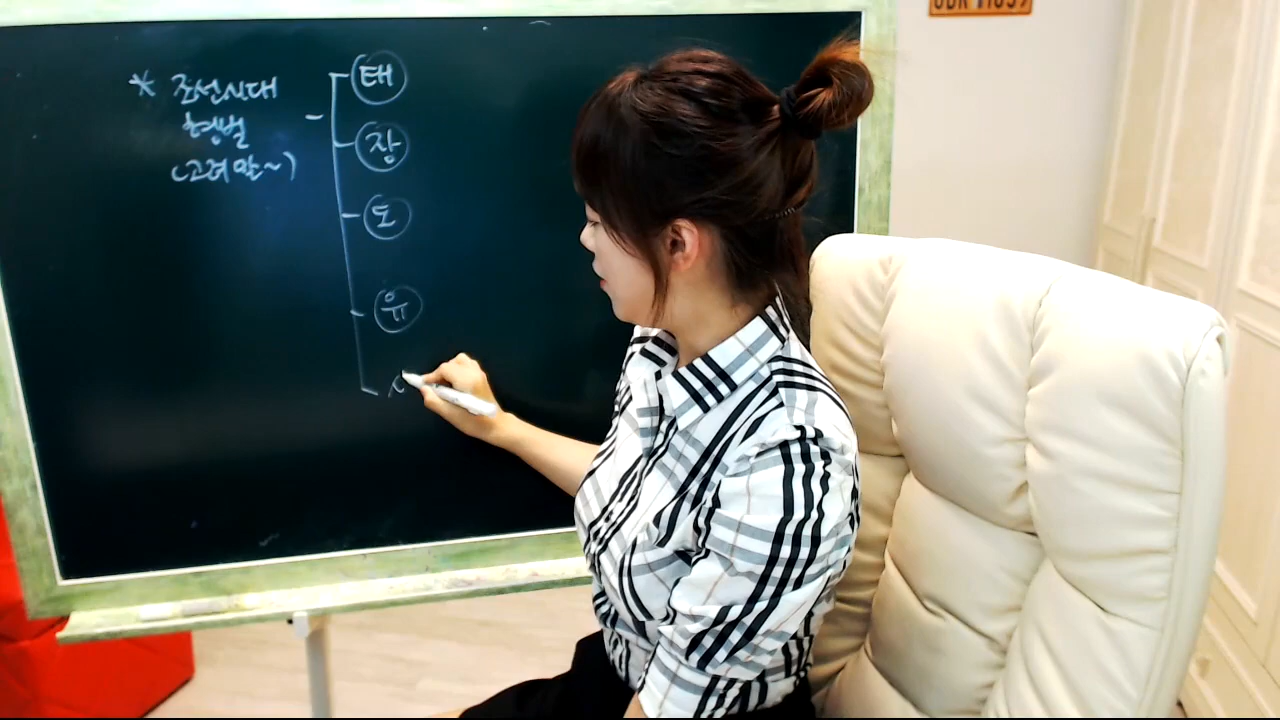 * 조선시대
형벌
(고려 말~)
태
장
도
유